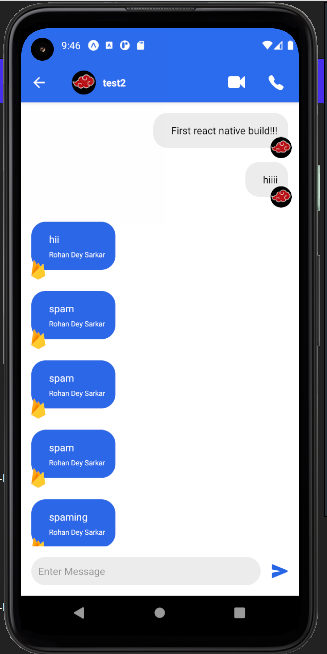 9:46
test2
First react native build!!!
hiiii
hii
Rohan Dey Sarkar
spam
Rohan Dey Sarkar
spam
Rohan Dey Sarkar
spam
Rohan Dey Sarkar
spaming
Rohan Dey Sarkar
Enter Message